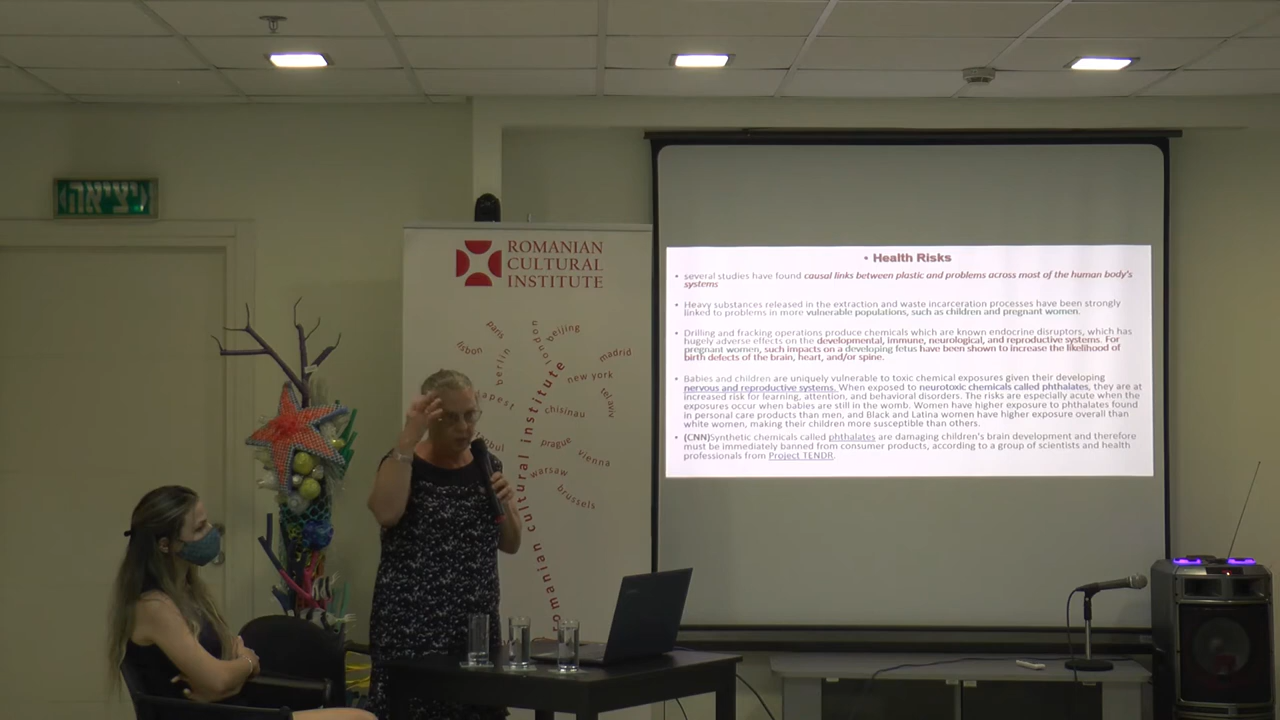 יציאה
ROMANIAN
CULTURAL
INSTITUTE
paris
london
beijing
lisbon
berlin
madrid
new york
tel aviv
chisinau
prague
vienna
warsaw
brussels
romanian cultural institute
• Health Risks
• several studies have found causal links between plastic and problems across most of the human body's
systems
• Heavy substances released in the extraction and waste incarceration processes have been strongly
linked to problems in more vulnerable populations, such as children and pregnant women.
• Drilling and fracking operations produce chemicals which are known endocrine disruptors, which has
hugely adverse effects on the developmental, immune, neurological, and reproductive systems. For
pregnant women, such impacts on a developing fetus have been shown to increase the likelihood of
birth defects of the brain, heart, and/or spine.
• Babies and children are uniquely vulnerable to toxic chemical exposures given their developing
nervous and reproductive systems. When exposed to neurotoxic chemicals called phthalates, they are at
increased risk for learning, attention, and behavioral disorders. The risks are especially acute when the
exposures occur when babies are still in the womb. Women have higher exposure to phthalates found
in personal care products than men, and Black and Latina women have higher exposure overall than
white women, making their children more susceptible than others.
• (CNN)Synthetic chemicals called phthalates are damaging children's brain development and therefore
must be immediately banned from consumer products, according to a group of scientists and health
professionals from Project TENDR.